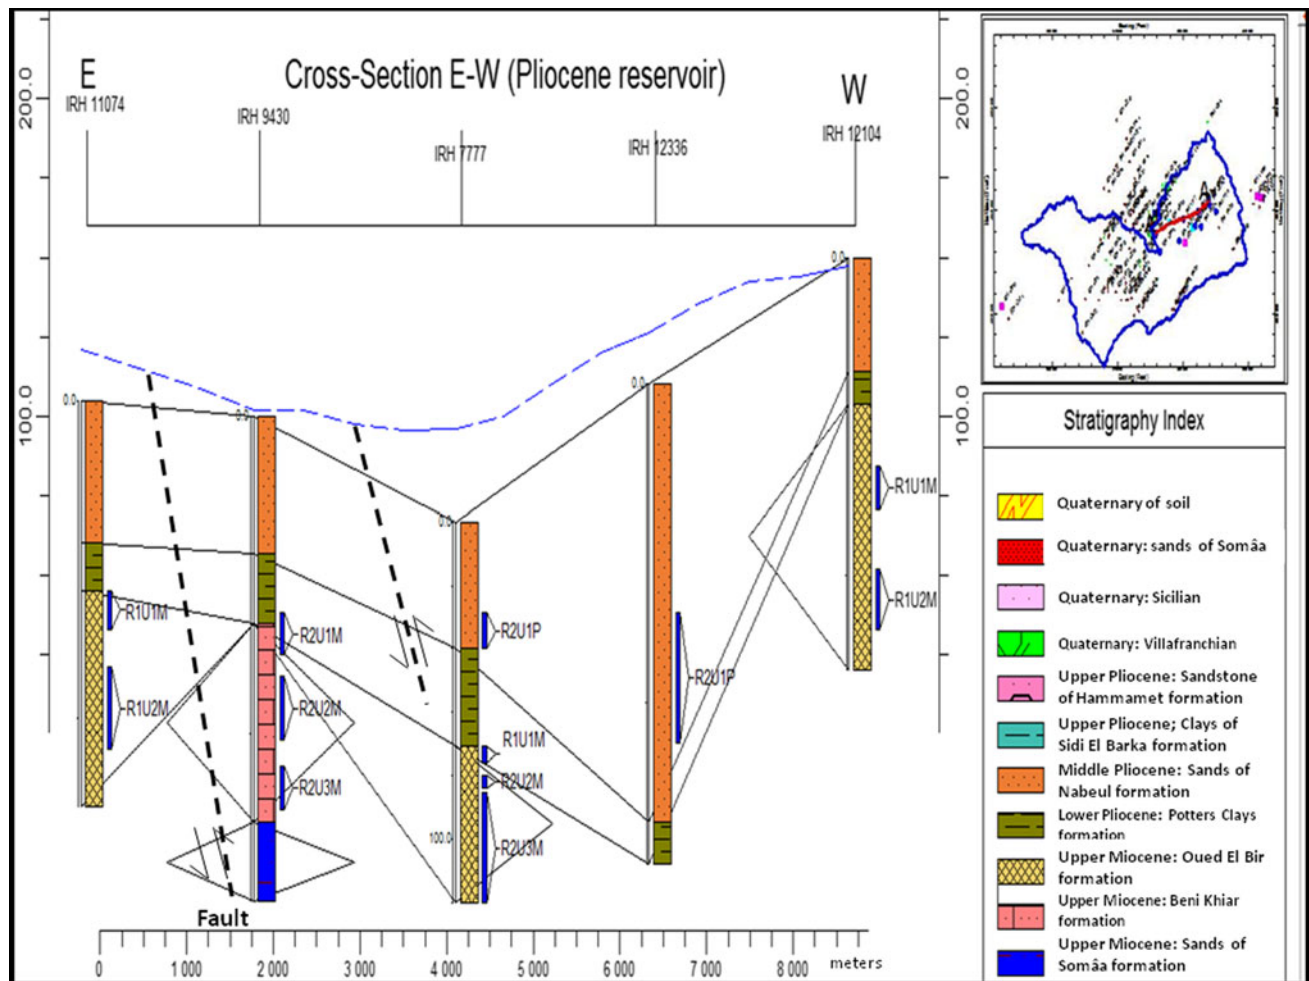 Cross-Section E-W (Pliocene reservoir)
E
W
IRH 11074
IRH 9430
IRH 7777
IRH 12336
IRH 12104
200.0
200.0
100.0
100.0
0.0
0.0
0.0
0.0
0.0
100.0
R1U1M
R1U2M
R2U1M
R2U2M
R2U3M
R2U1P
R1U1M
R2U2M
R2U3M
R2U1P
R1U1M
R1U2M
Fault
0
1 000
2 000
3 000
4 000
5 000
6 000
7 000
8 000
meters
Stratigraphy Index
Quaternary of soil
Quaternary: sands of Somâa
Quaternary: Sicilian
Quaternary: Villafranchian
Upper Pliocene: Sandstone
of Hammamet formation
Upper Pliocene; Clays of
Sidi El Barka formation
Middle Pliocene: Sands of
Nabeul formation
Lower Pliocene: Potters Clays
formation
Upper Miocene: Oued El Bir
formation
Upper Miocene: Beni Khiar
formation
Upper Miocene: Sands of
Somâa formation